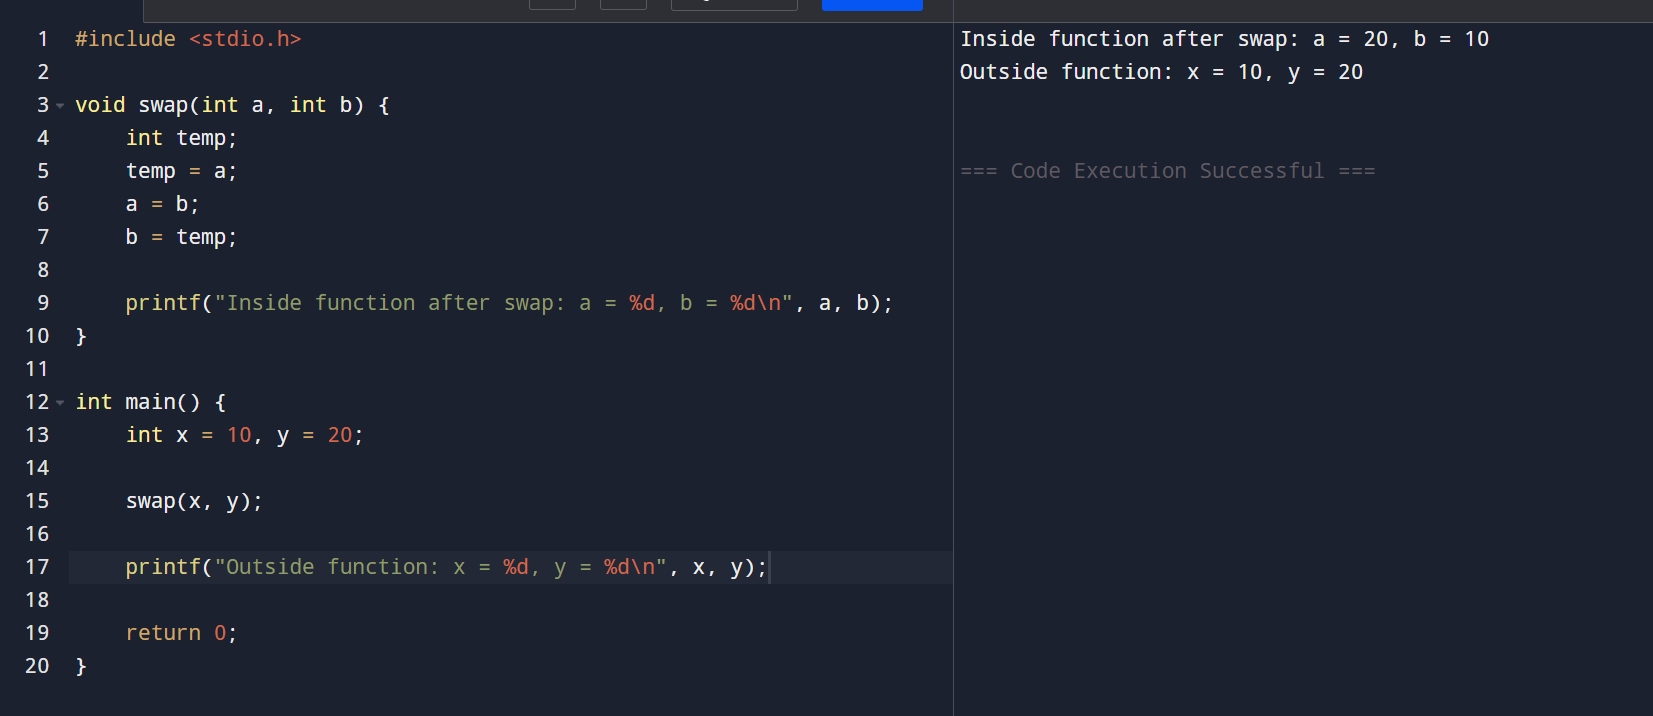 1 #include <stdio.h>
2
3 void swap(int a, int b) {
4     int temp;
5     temp = a;
6     a = b;
7     b = temp;
8
9     printf("Inside function after swap: a = %d, b = %d\n", a, b);
10 }
11
12 int main() {
13     int x = 10, y = 20;
14
15     swap(x, y);
16
17     printf("Outside function: x = %d, y = %d\n", x, y);
18
19     return 0;
20 }
Inside function after swap: a = 20, b = 10
Outside function: x = 10, y = 20
=== Code Execution Successful ===